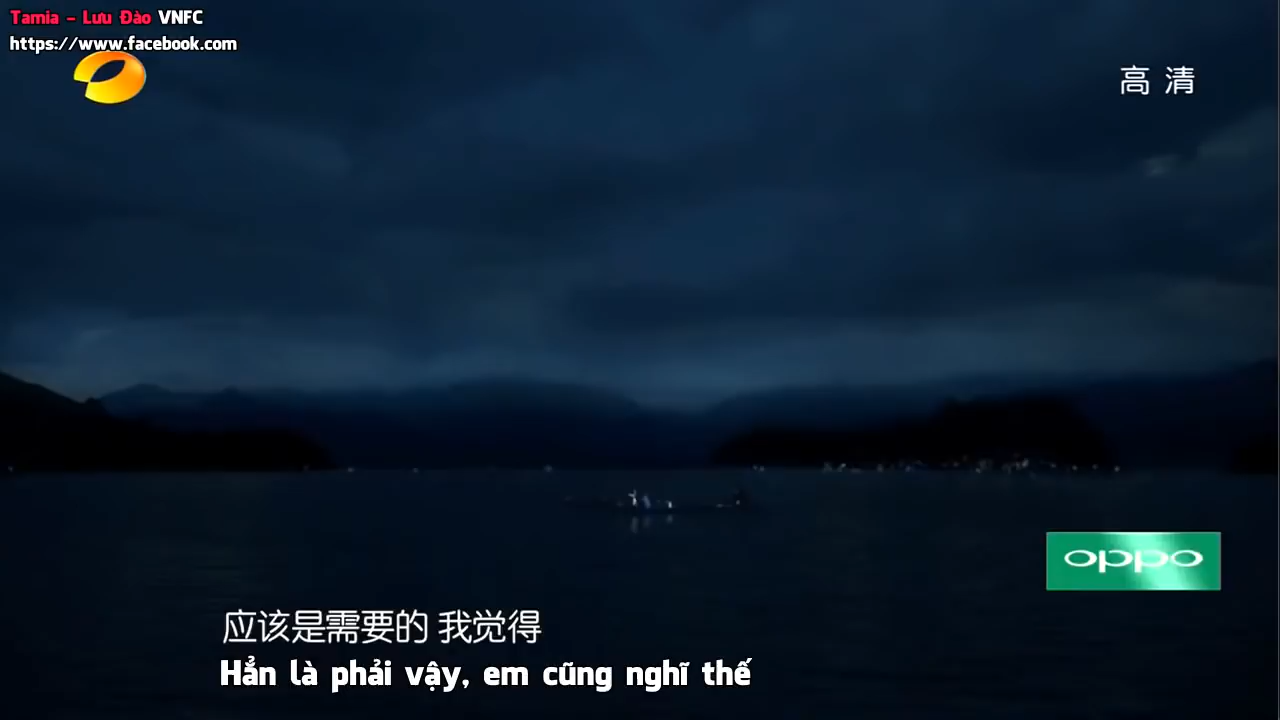 Tamia - Lưu Đào VNFC
https://www.facebook.com
高清
oppo
应该是需要的 我觉得
Hẳn là phải vậy, em cũng nghĩ thế